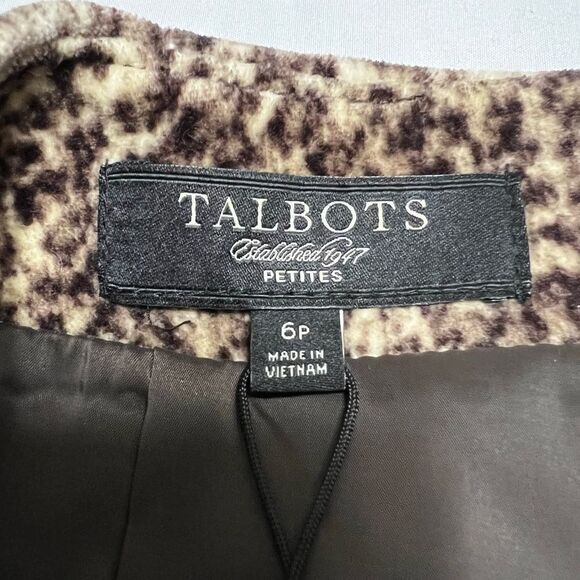 TALBOTS
Established 1947
PETITES
6P
MADE IN
VIETNAM